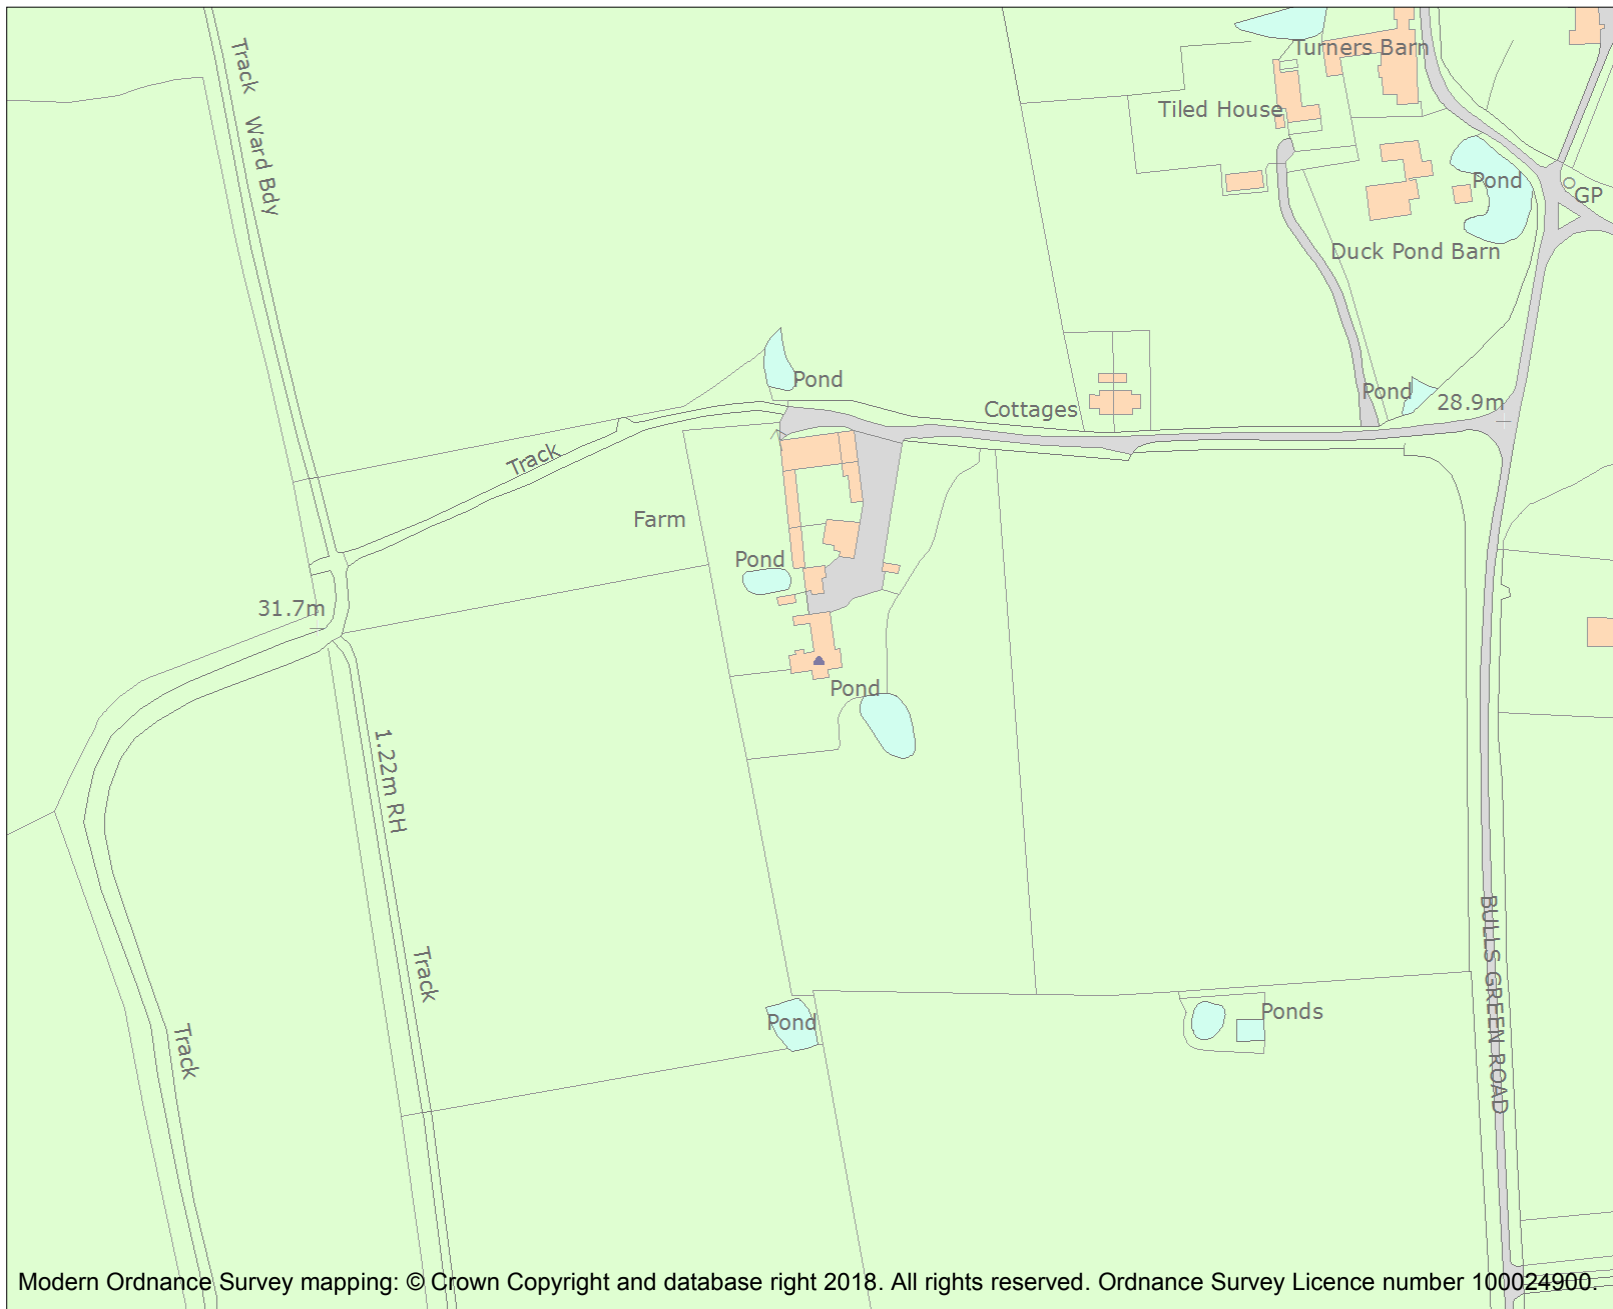 Track
Ward Bdy
Turners Barn
Tiled House
Pond
GP
Duck Pond Barn
Pond
Pond
28.9m
Cottages
Track
Farm
Pond
31.7m
Pond
1.22m RH
Track
BULLS GREEN ROAD
Pond
Ponds
Track
Modern Ordnance Survey mapping: © Crown Copyright and database right 2018. All rights reserved. Ordnance Survey Licence number 100024900.